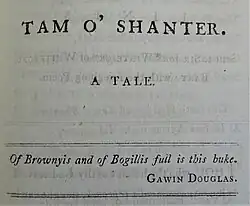 TAM O' SHANTER.
A TALE.
Of Brownyis and of Bogillis full is this buke.
GAWIN DOUGLAS.